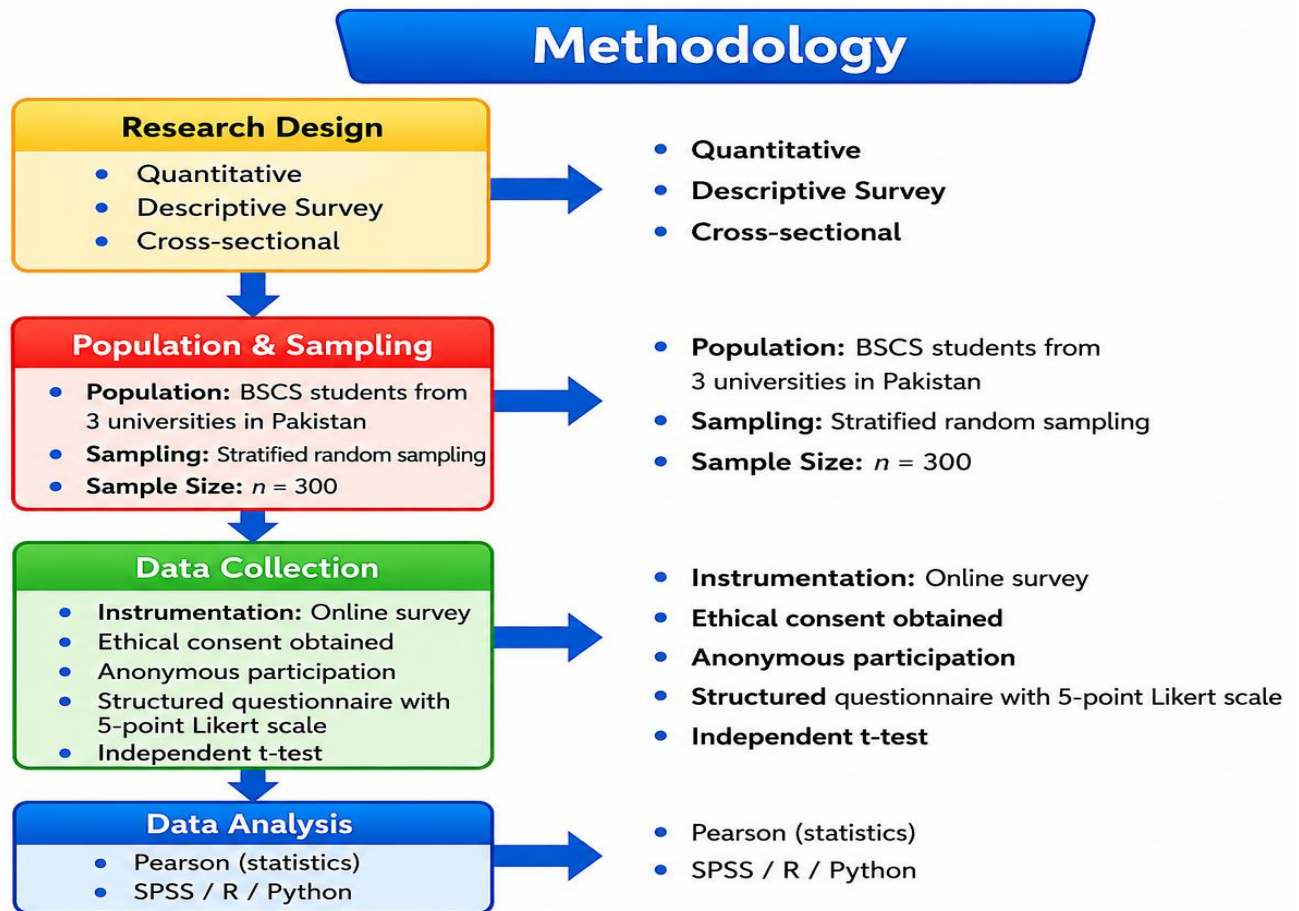 Methodology
Research Design
• Quantitative
• Descriptive Survey
• Cross-sectional
• Quantitative
• Descriptive Survey
• Cross-sectional
Population & Sampling
• Population: BSCS students from
3 universities in Pakistan
• Sampling: Stratified random sampling
• Sample Size: n = 300
• Population: BSCS students from
3 universities in Pakistan
• Sampling: Stratified random sampling
• Sample Size: n = 300
Data Collection
• Instrumentation: Online survey
• Ethical consent obtained
• Anonymous participation
• Structured questionnaire with
5-point Likert scale
• Independent t-test
• Instrumentation: Online survey
• Ethical consent obtained
• Anonymous participation
• Structured questionnaire with 5-point Likert scale
• Independent t-test
Data Analysis
• Pearson (statistics)
• SPSS / R / Python
• Pearson (statistics)
• SPSS / R / Python